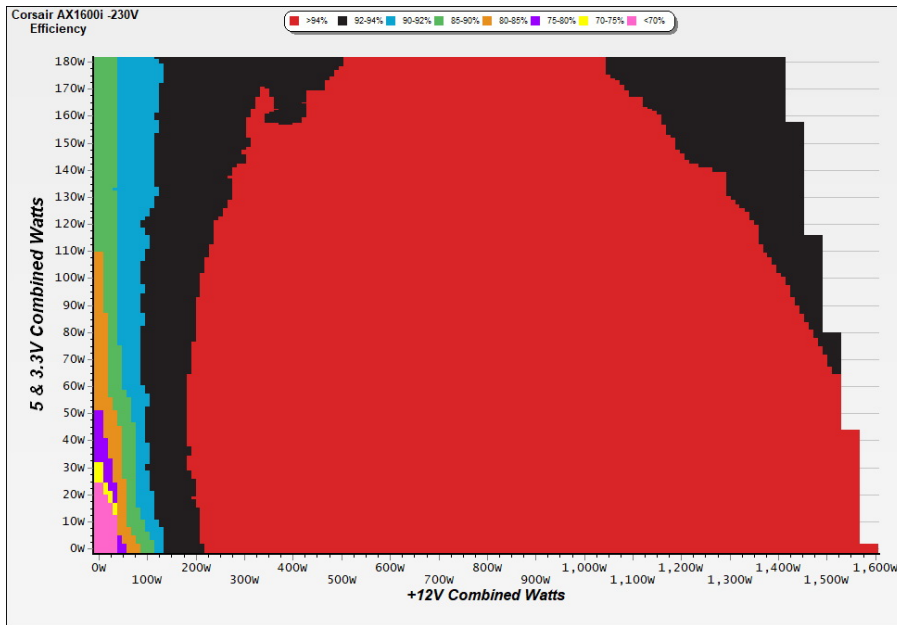 Corsair AX1600i -230V
Efficiency
>94% 92-94% 90-92% 85-90% 80-85% 75-80% 70-75% <70%
5 & 3.3V Combined Watts
180W
170W
160W
150W
140W
130W
120W
110W
100W
90W
80W
70W
60W
50W
40W
30W
20W
10W
0W
0W 100W 200W 300W 400W 500W 600W 700W 800W 900W 1,000W 1,100W 1,200W 1,300W 1,400W 1,500W 1,600W
+12V Combined Watts